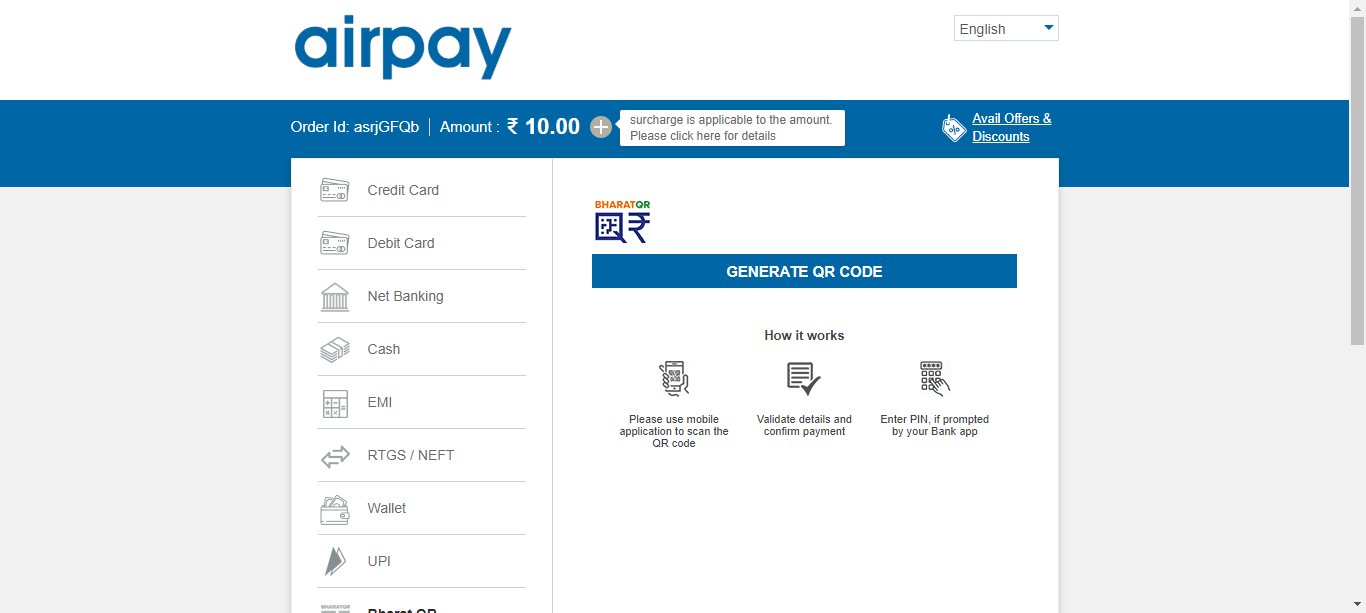 airpay
English
Order Id: asrjGFQb
Amount : ₹ 10.00
surcharge is applicable to the amount.
Please click here for details
Avail Offers &
Discounts
Credit Card
Debit Card
Net Banking
Cash
EMI
RTGS / NEFT
Wallet
UPI
BHARATQR
Bharat QR
BHARATQR
GENERATE QR CODE
How it works
Please use mobile
application to scan the
QR code
Validate details and
confirm payment
Enter PIN, if prompted
by your Bank app